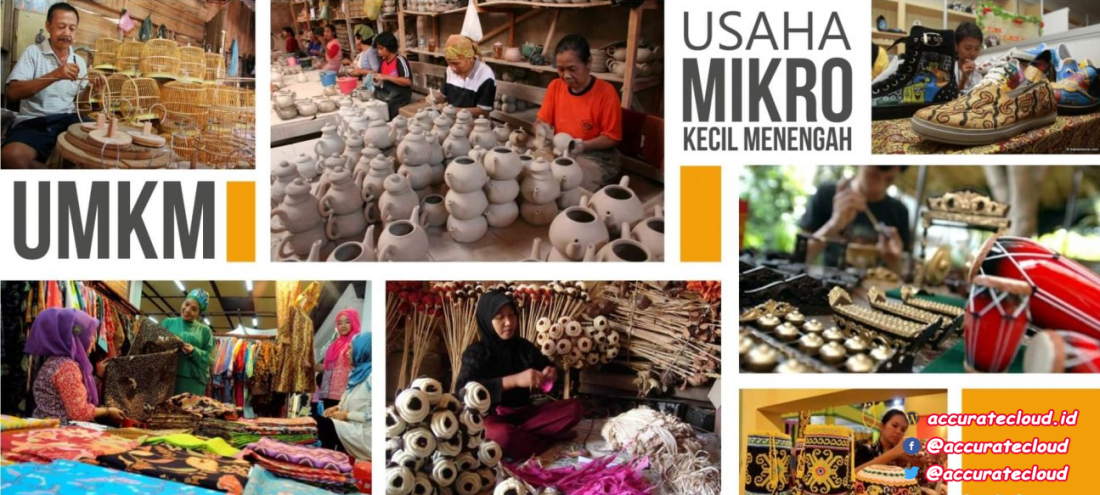 USAHA
MIKRO
KECIL MENENGAH
UMKM
accuratecloud.id
@accuratecloud
@accuratecloud